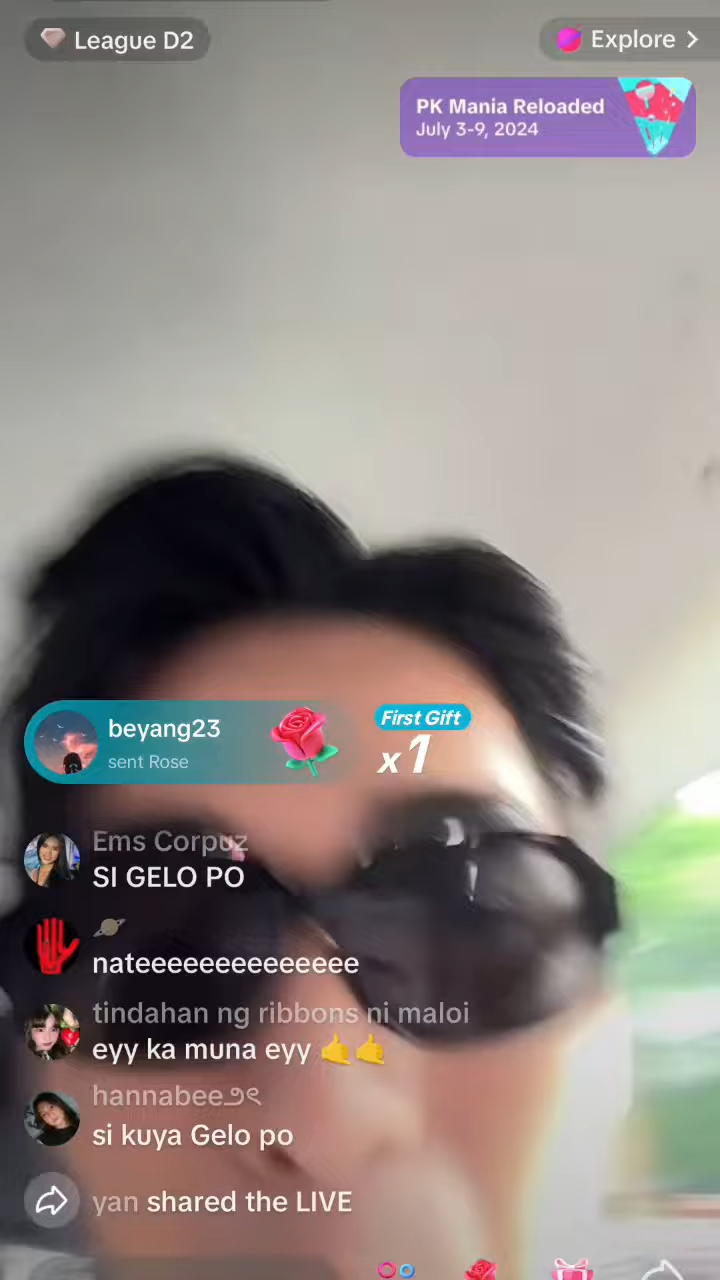 League D2
Explore
PK Mania Reloaded
July 3-9, 2024
beyang23
sent Rose
First Gift
x1
Ems Corpuz
SI GELO PO
nateeeeeeeeeeeeee
tindahan ng ribbons ni maloi
eyy ka muna eyy 🤙🤙
hannabee౨ৎ
si kuya Gelo po
yan shared the LIVE